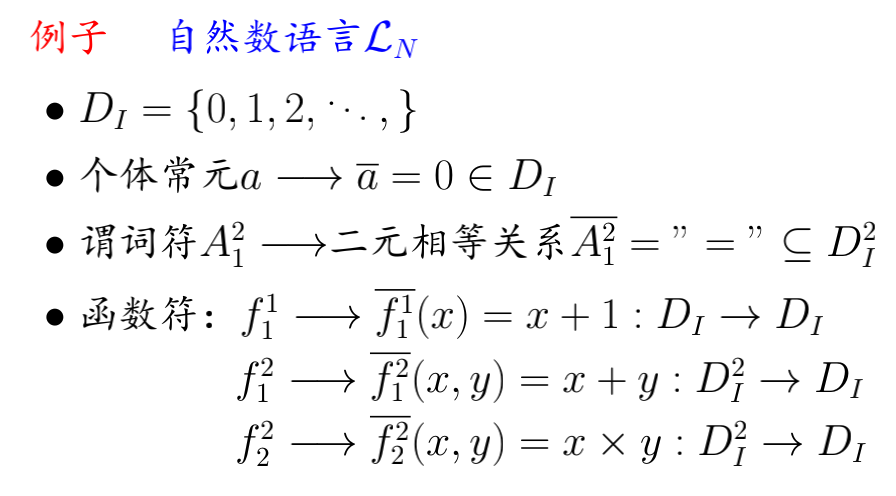 例子 自然数语言$\mathcal{L}_N$
• $D_I = \{0, 1, 2, \ddots, \}$
• 个体常元$a \longrightarrow \overline{a} = 0 \in D_I$
• 谓词符$A_1^2 \longrightarrow$二元相等关系$\overline{A_1^2} = " = " \subseteq D_I^2$
• 函数符：$f_1^1 \longrightarrow \overline{f_1^1}(x) = x + 1 : D_I \to D_I$
$f_1^2 \longrightarrow \overline{f_1^2}(x, y) = x + y : D_I^2 \to D_I$
$f_2^2 \longrightarrow \overline{f_2^2}(x, y) = x \times y : D_I^2 \to D_I$